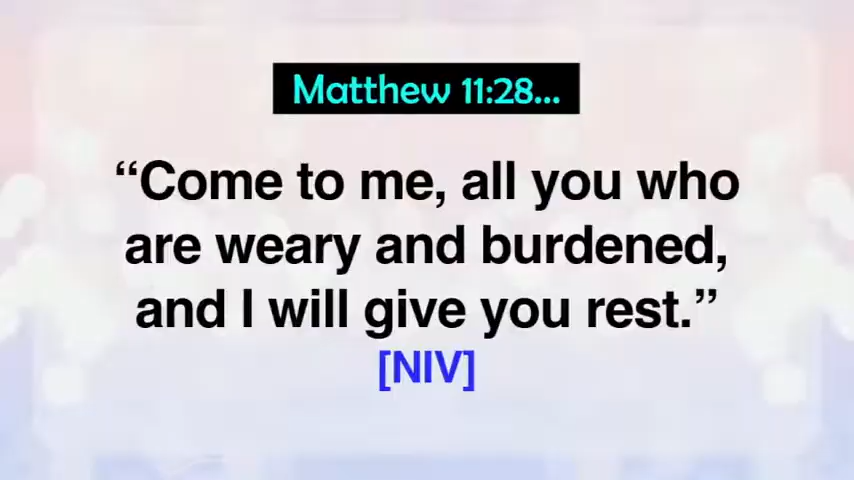 Matthew 11:28...
“Come to me, all you who
are weary and burdened,
and I will give you rest.”
[NIV]